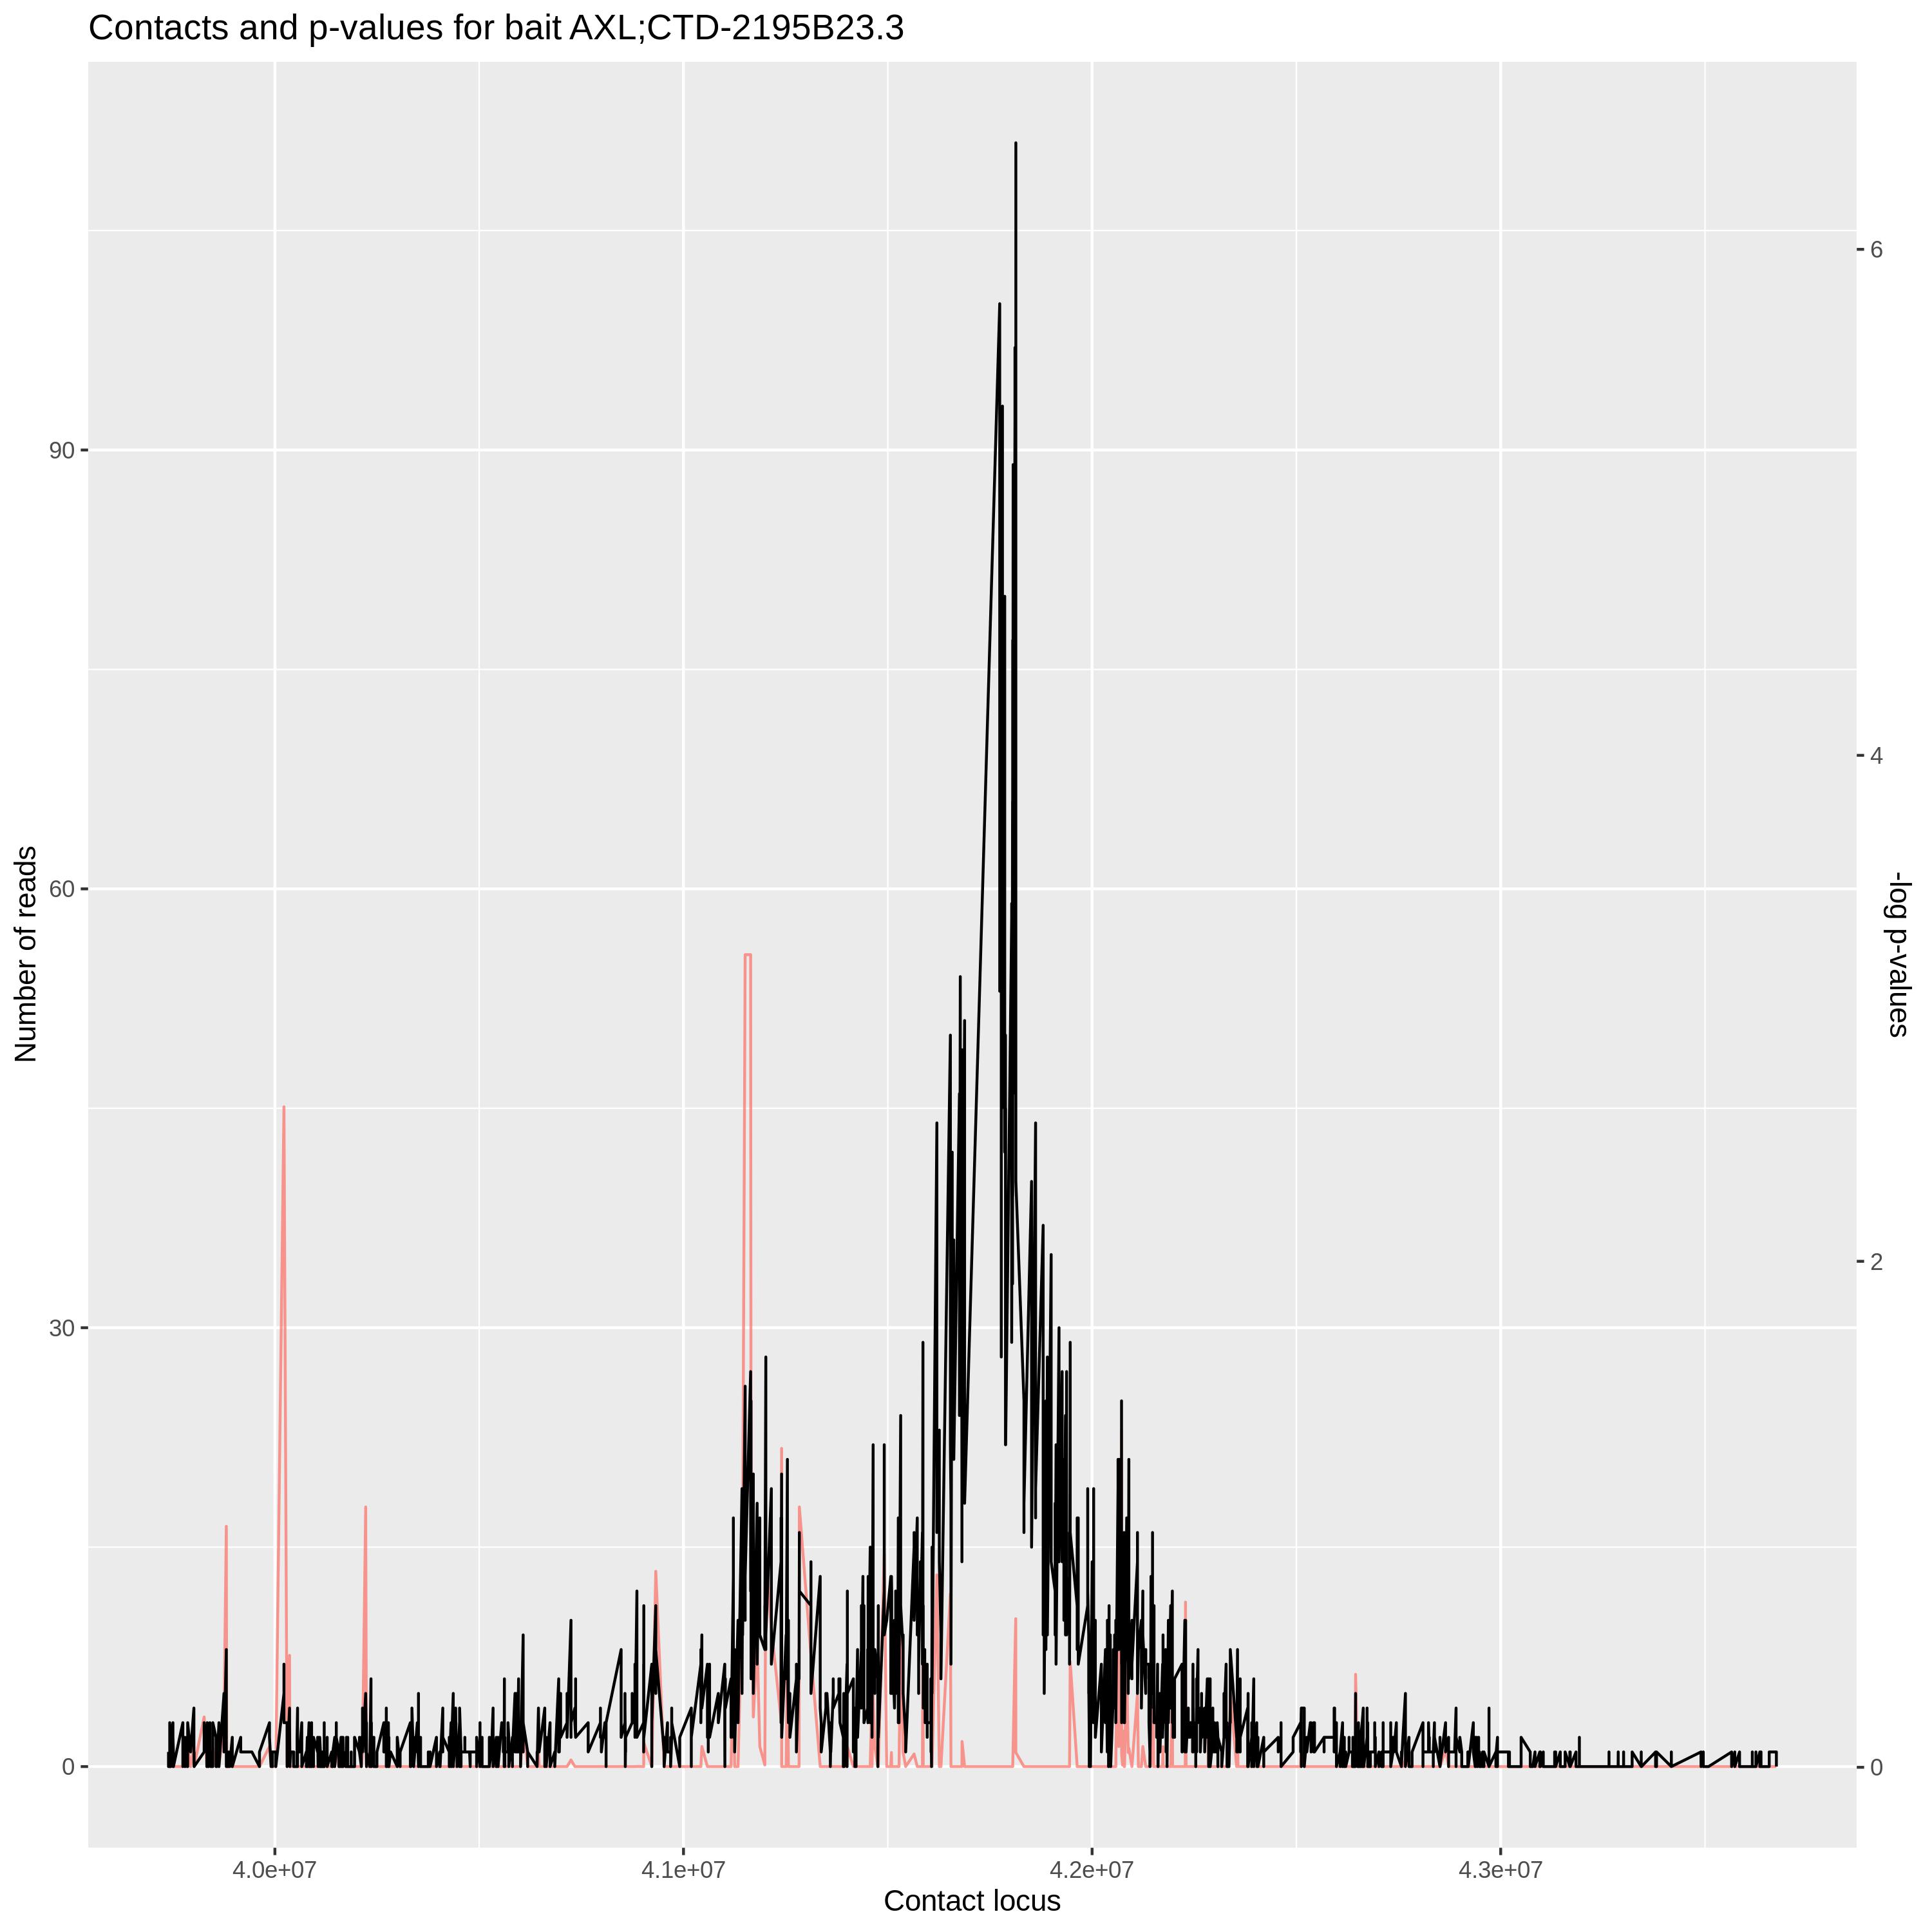 Contacts and p-values for bait AXL;CTD-2195B23.3
Number of reads
90
60
30
0
6
4
2
0
-log p-values
4.0e+07
4.1e+07
4.2e+07
4.3e+07
Contact locus